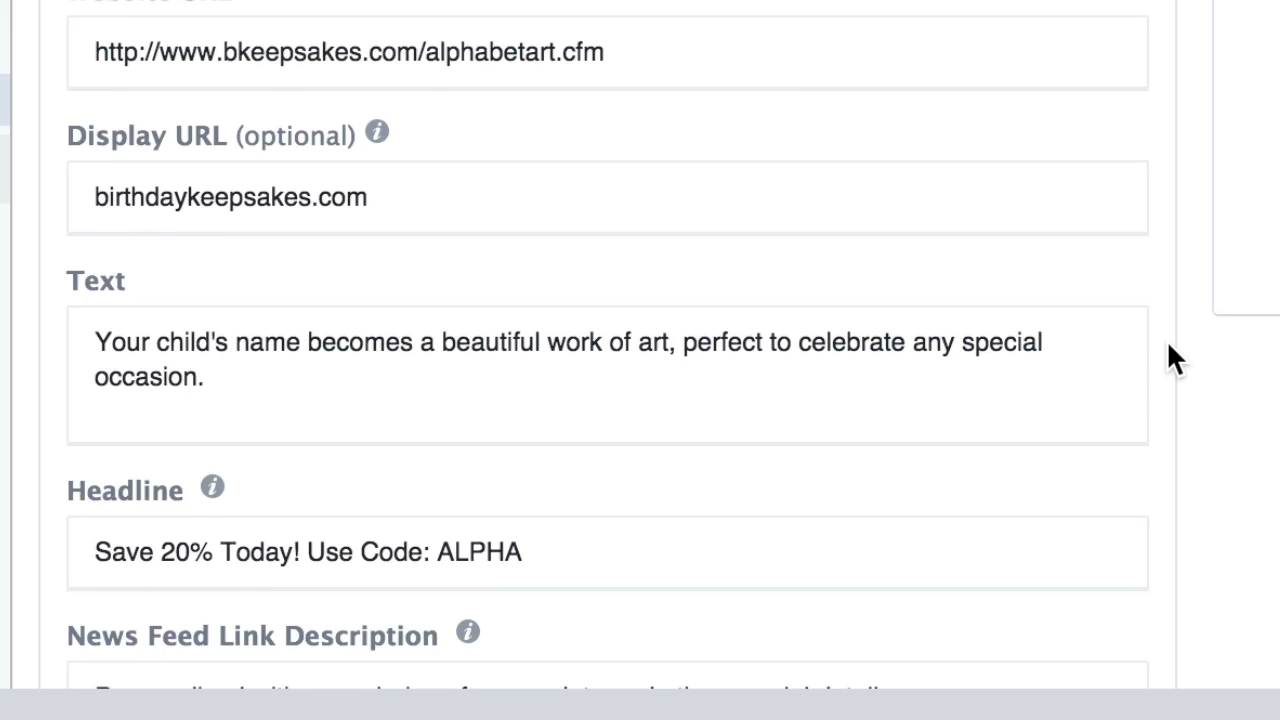 http://www.bkeepsakes.com/alphabetart.cfm
Display URL (optional)
birthdaykeepsakes.com
Text
Your child's name becomes a beautiful work of art, perfect to celebrate any special
occasion.
Headline
Save 20% Today! Use Code: ALPHA
News Feed Link Description